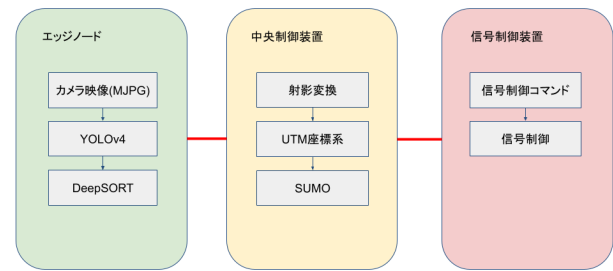 エッジノード
カメラ映像(MJPG)
YOLOv4
DeepSORT
中央制御装置
射影変換
UTM座標系
SUMO
信号制御装置
信号制御コマンド
信号制御